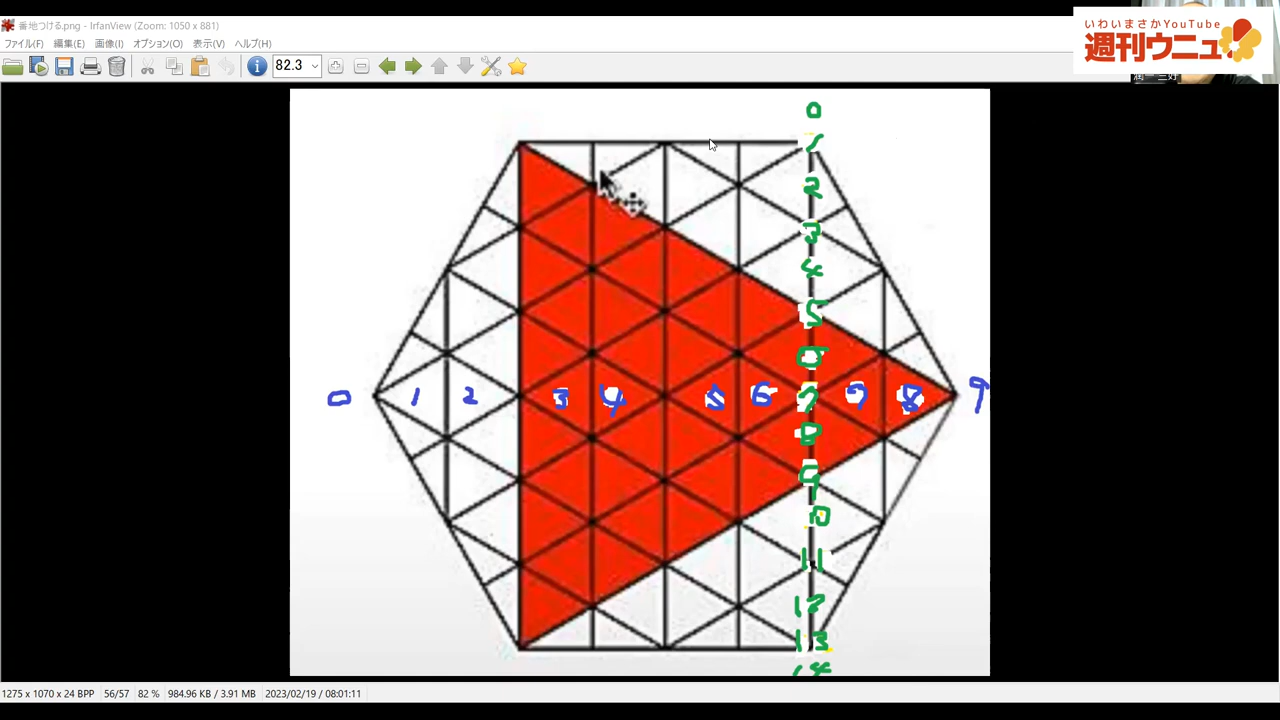 番地つける.png - IrfanView (Zoom: 1050 x 881)
ファイル(F) 編集(E) 画像(I) オプション(O) 表示(V) ヘルプ(H)
82.3
いわいまさかYouTube
週刊ウニュ
潤一 三好
0
1
2
3
4
5
6
0 1 2 3 4 5 6 7 7 8 9
8
9
10
11
12
13
14
1275 x 1070 x 24 BPP 56/57 82 % 984.96 KB / 3.91 MB 2023/02/19 / 08:01:11